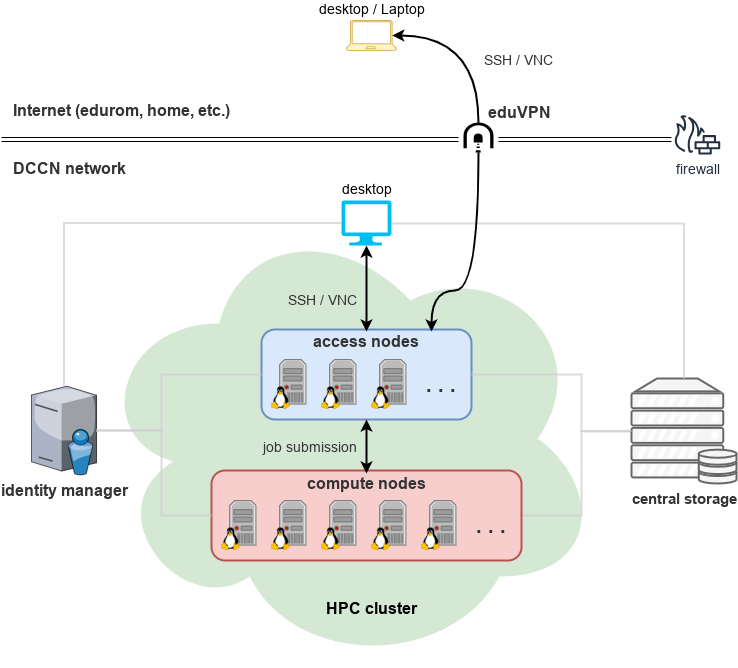 desktop / Laptop
SSH / VNC
Internet (edurom, home, etc.)
eduVPN
DCCN network
firewall
desktop
SSH / VNC
access nodes
. . .
job submission
compute nodes
identity manager
central storage
. . .
HPC cluster